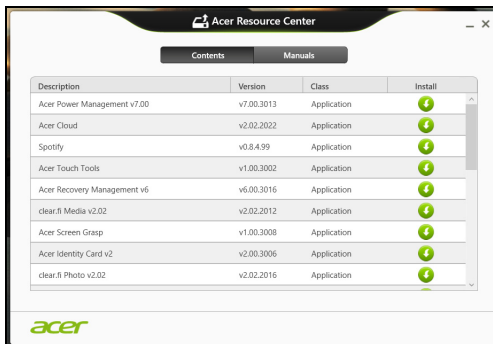 Acer Resource Center
Contents Manuals
Description Version Class Install
Acer Power Management v7.00 v7.00.3013 Application
Acer Cloud v2.02.2022 Application
Spotify v0.8.4.99 Application
Acer Touch Tools v1.00.3002 Application
Acer Recovery Management v6 v6.00.3016 Application
clear.fi Media v2.02 v2.02.2012 Application
Acer Screen Grasp v1.00.3008 Application
Acer Identity Card v2 v2.00.3006 Application
clear.fi Photo v2.02 v2.02.2016 Application
acer